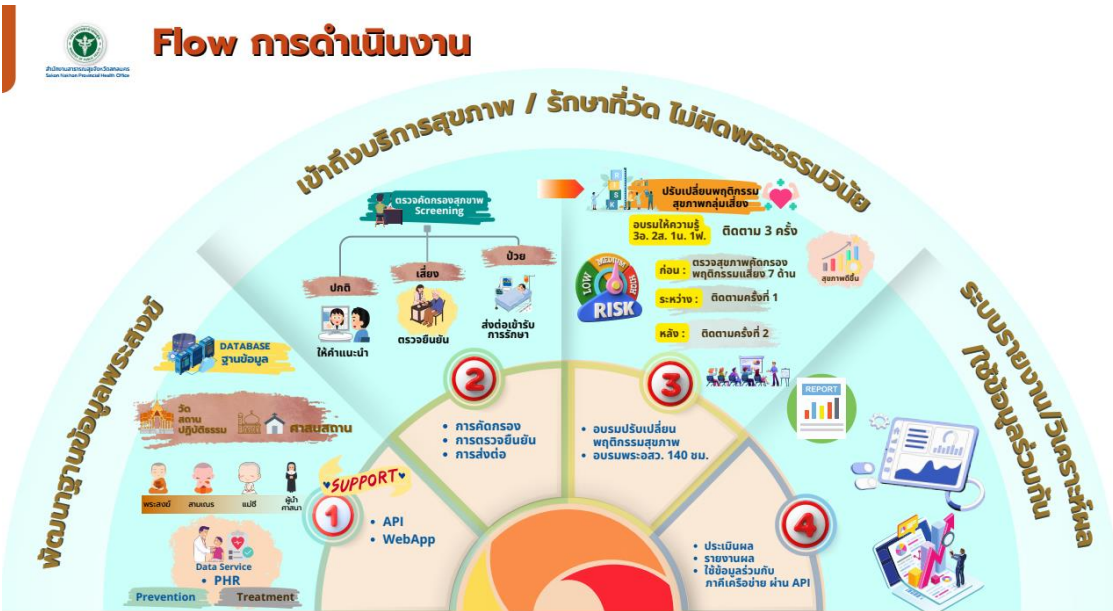 Flow การดำเนินงาน
สำนักงานสาธารณสุขจังหวัดสกลนคร
Sakon Nakhon Provincial Health Office
เข้าถึงบริการสุขภาพ / รักษาที่วัด ไม่ผิดพระธรรมวินัย
พัฒนาฐานข้อมูลพระสงฆ์
ระบบรายงาน/วิเคราะห์ผล
/ใช้ข้อมูลร่วมกัน
DATABASE
ฐานข้อมูล
วัด
สถาน
ปฏิบัติธรรม
ศาสนสถาน
พระสงฆ์
สามเณร
แม่ชี
ผู้นำ
ศาสนา
Data Service
• PHR
Prevention
Treatment
SUPPORT
1
• API
• WebApp
ตรวจคัดกรองสุขภาพ
Screening
ปกติ
ให้คำแนะนำ
เสี่ยง
ตรวจยืนยัน
ป่วย
ส่งต่อเข้ารับ
การรักษา
2
• การคัดกรอง
• การตรวจยืนยัน
• การส่งต่อ
ปรับเปลี่ยนพฤติกรรม
สุขภาพกลุ่มเสี่ยง
อบรมให้ความรู้
3อ. 2ส. 1น. 1ฟ.
ติดตาม 3 ครั้ง
LOW
MEDIUM
HIGH
RISK
ก่อน :
ตรวจสุขภาพคัดกรอง
พฤติกรรมเสี่ยง 7 ด้าน
ระหว่าง :
ติดตามครั้งที่ 1
หลัง :
ติดตามครั้งที่ 2
สุขภาพดีขึ้น
3
• อบรมปรับเปลี่ยน
พฤติกรรมสุขภาพ
• อบรมพระอสว. 140 ชม.
REPORT
4
• ประเมินผล
• รายงานผล
• ใช้ข้อมูลร่วมกับ
ภาคีเครือข่าย ผ่าน API